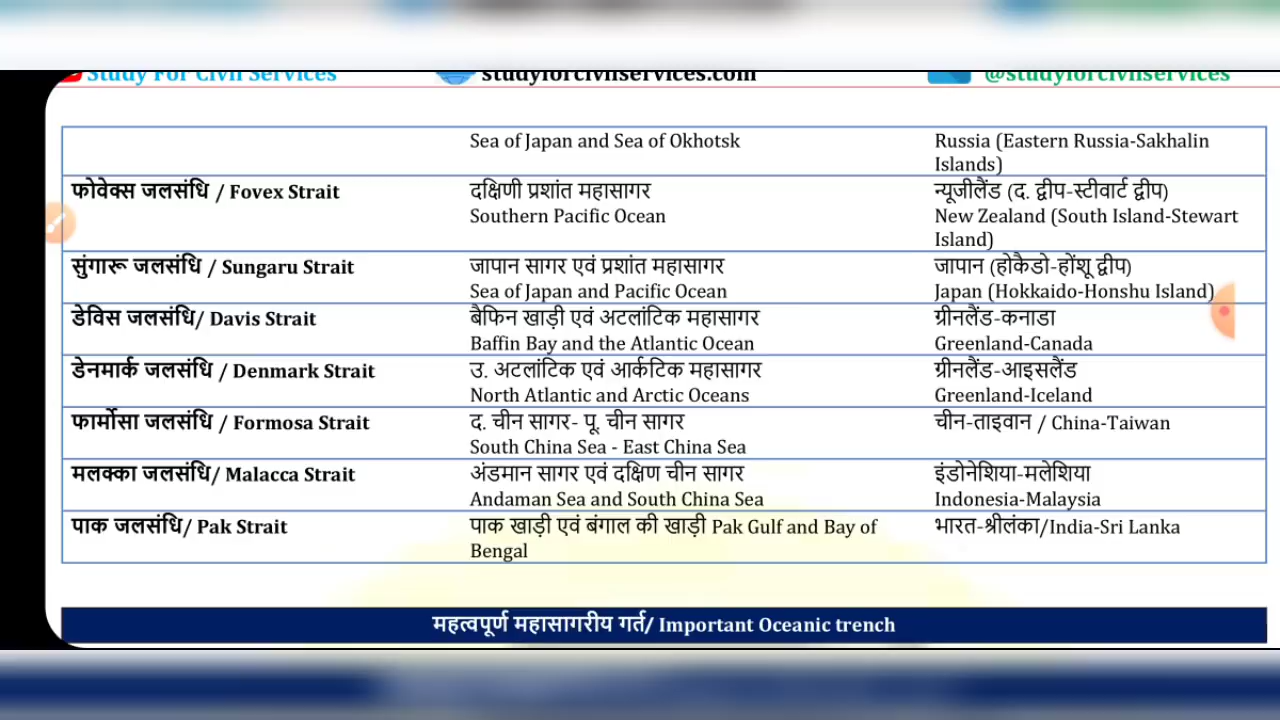 Study For Civil Services studyforcivilservices.com @studyforcivilservices
Sea of Japan and Sea of Okhotsk Russia (Eastern Russia-Sakhalin
Islands)
फोवेक्स जलसंधि / Fovex Strait दक्षिणी प्रशांत महासागर न्यूजीलैंड (द. द्वीप-स्टीवार्ट द्वीप)
Southern Pacific Ocean New Zealand (South Island-Stewart
Island)
सुंगारू जलसंधि / Sungaru Strait जापान सागर एवं प्रशांत महासागर जापान (होकैडो-होंशू द्वीप)
Sea of Japan and Pacific Ocean Japan (Hokkaido-Honshu Island)
डेविस जलसंधि/ Davis Strait बैफिन खाड़ी एवं अटलांटिक महासागर ग्रीनलैंड-कनाडा
Baffin Bay and the Atlantic Ocean Greenland-Canada
डेनमार्क जलसंधि / Denmark Strait उ. अटलांटिक एवं आर्कटिक महासागर ग्रीनलैंड-आइसलैंड
North Atlantic and Arctic Oceans Greenland-Iceland
फार्मोसा जलसंधि / Formosa Strait द. चीन सागर- पू. चीन सागर चीन-ताइवान / China-Taiwan
South China Sea - East China Sea
मलक्का जलसंधि/ Malacca Strait अंडमान सागर एवं दक्षिण चीन सागर इंडोनेशिया-मलेशिया
Andaman Sea and South China Sea Indonesia-Malaysia
पाक जलसंधि/ Pak Strait पाक खाड़ी एवं बंगाल की खाड़ी Pak Gulf and Bay of भारत-श्रीलंका/India-Sri Lanka
Bengal
महत्वपूर्ण महासागरीय गर्त/ Important Oceanic trench